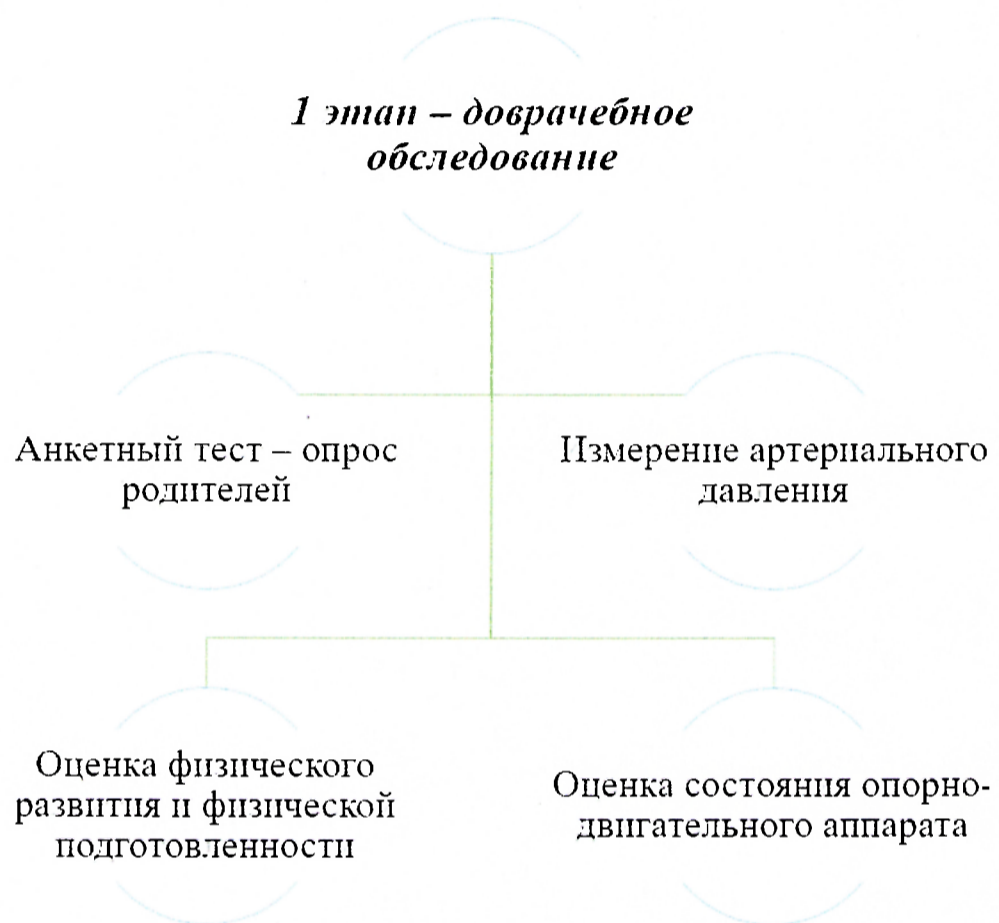 1 этап – доврачебное
обследование
Анкетный тест – опрос
родителей
Измерение артериального
давления
Оценка физического
развития и физической
подготовленности
Оценка состояния опорно-
двигательного аппарата